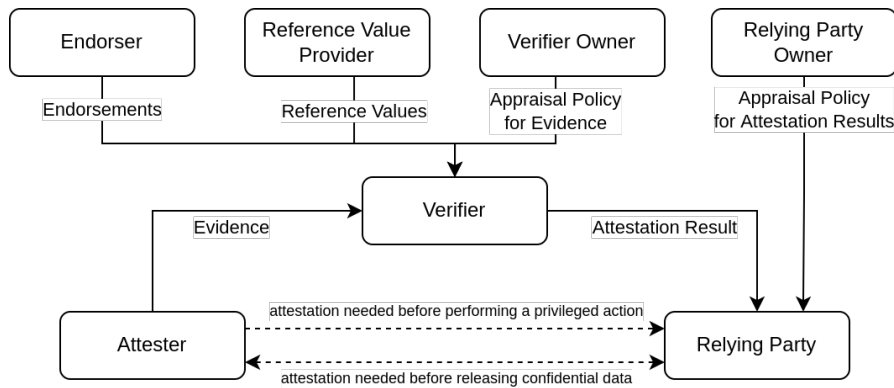 Endorser
Reference Value
Provider
Verifier Owner
Relying Party
Owner
Endorsements
Reference Values
Appraisal Policy
for Evidence
Appraisal Policy
for Attestation Results
Verifier
Evidence
Attestation Result
attestation needed before performing a privileged action
Attester
Relying Party
attestation needed before releasing confidential data